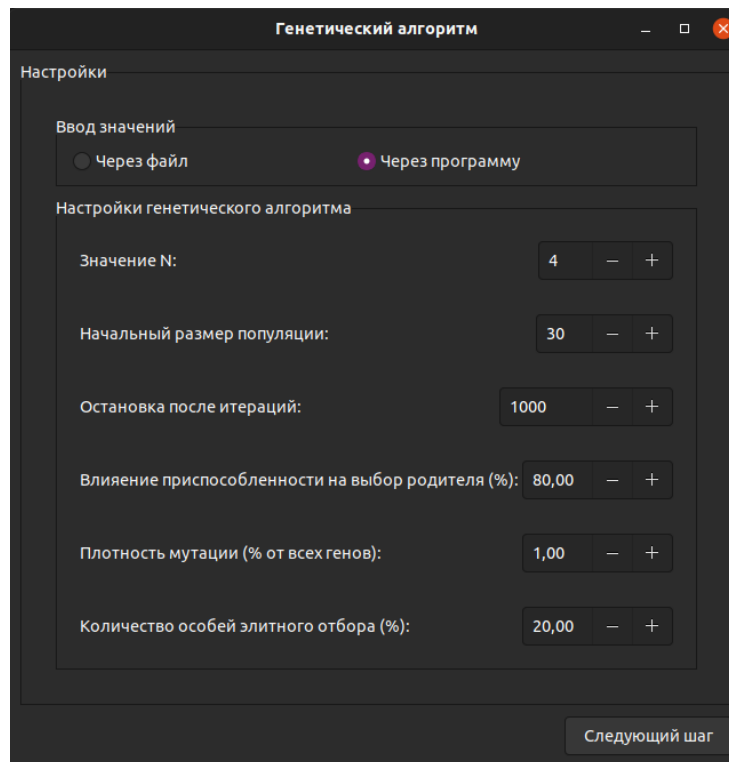 Генетический алгоритм
Настройки
Ввод значений
Через файл
Через программу
Настройки генетического алгоритма
Значение N:
4
Начальный размер популяции:
30
Остановка после итераций:
1000
Влияение приспособленности на выбор родителя (%):
80,00
Плотность мутации (% от всех генов):
1,00
Количество особей элитного отбора (%):
20,00
Следующий шаг